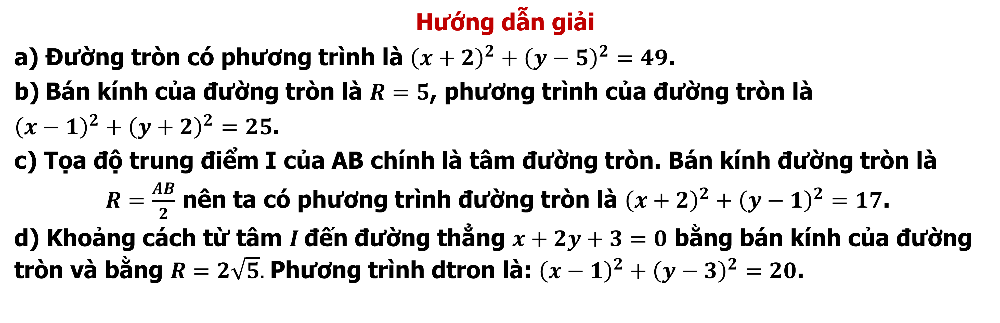 Hướng dẫn giải
a) Đường tròn có phương trình là (x + 2)² + (y − 5)² = 49.
b) Bán kính của đường tròn là R = 5, phương trình của đường tròn là
(x − 1)² + (y + 2)² = 25.
c) Tọa độ trung điểm I của AB chính là tâm đường tròn. Bán kính đường tròn là
R = AB/2 nên ta có phương trình đường tròn là (x + 2)² + (y − 1)² = 17.
d) Khoảng cách từ tâm I đến đường thẳng x + 2y + 3 = 0 bằng bán kính của đường
tròn và bằng R = 2√5. Phương trình dtron là: (x − 1)² + (y − 3)² = 20.